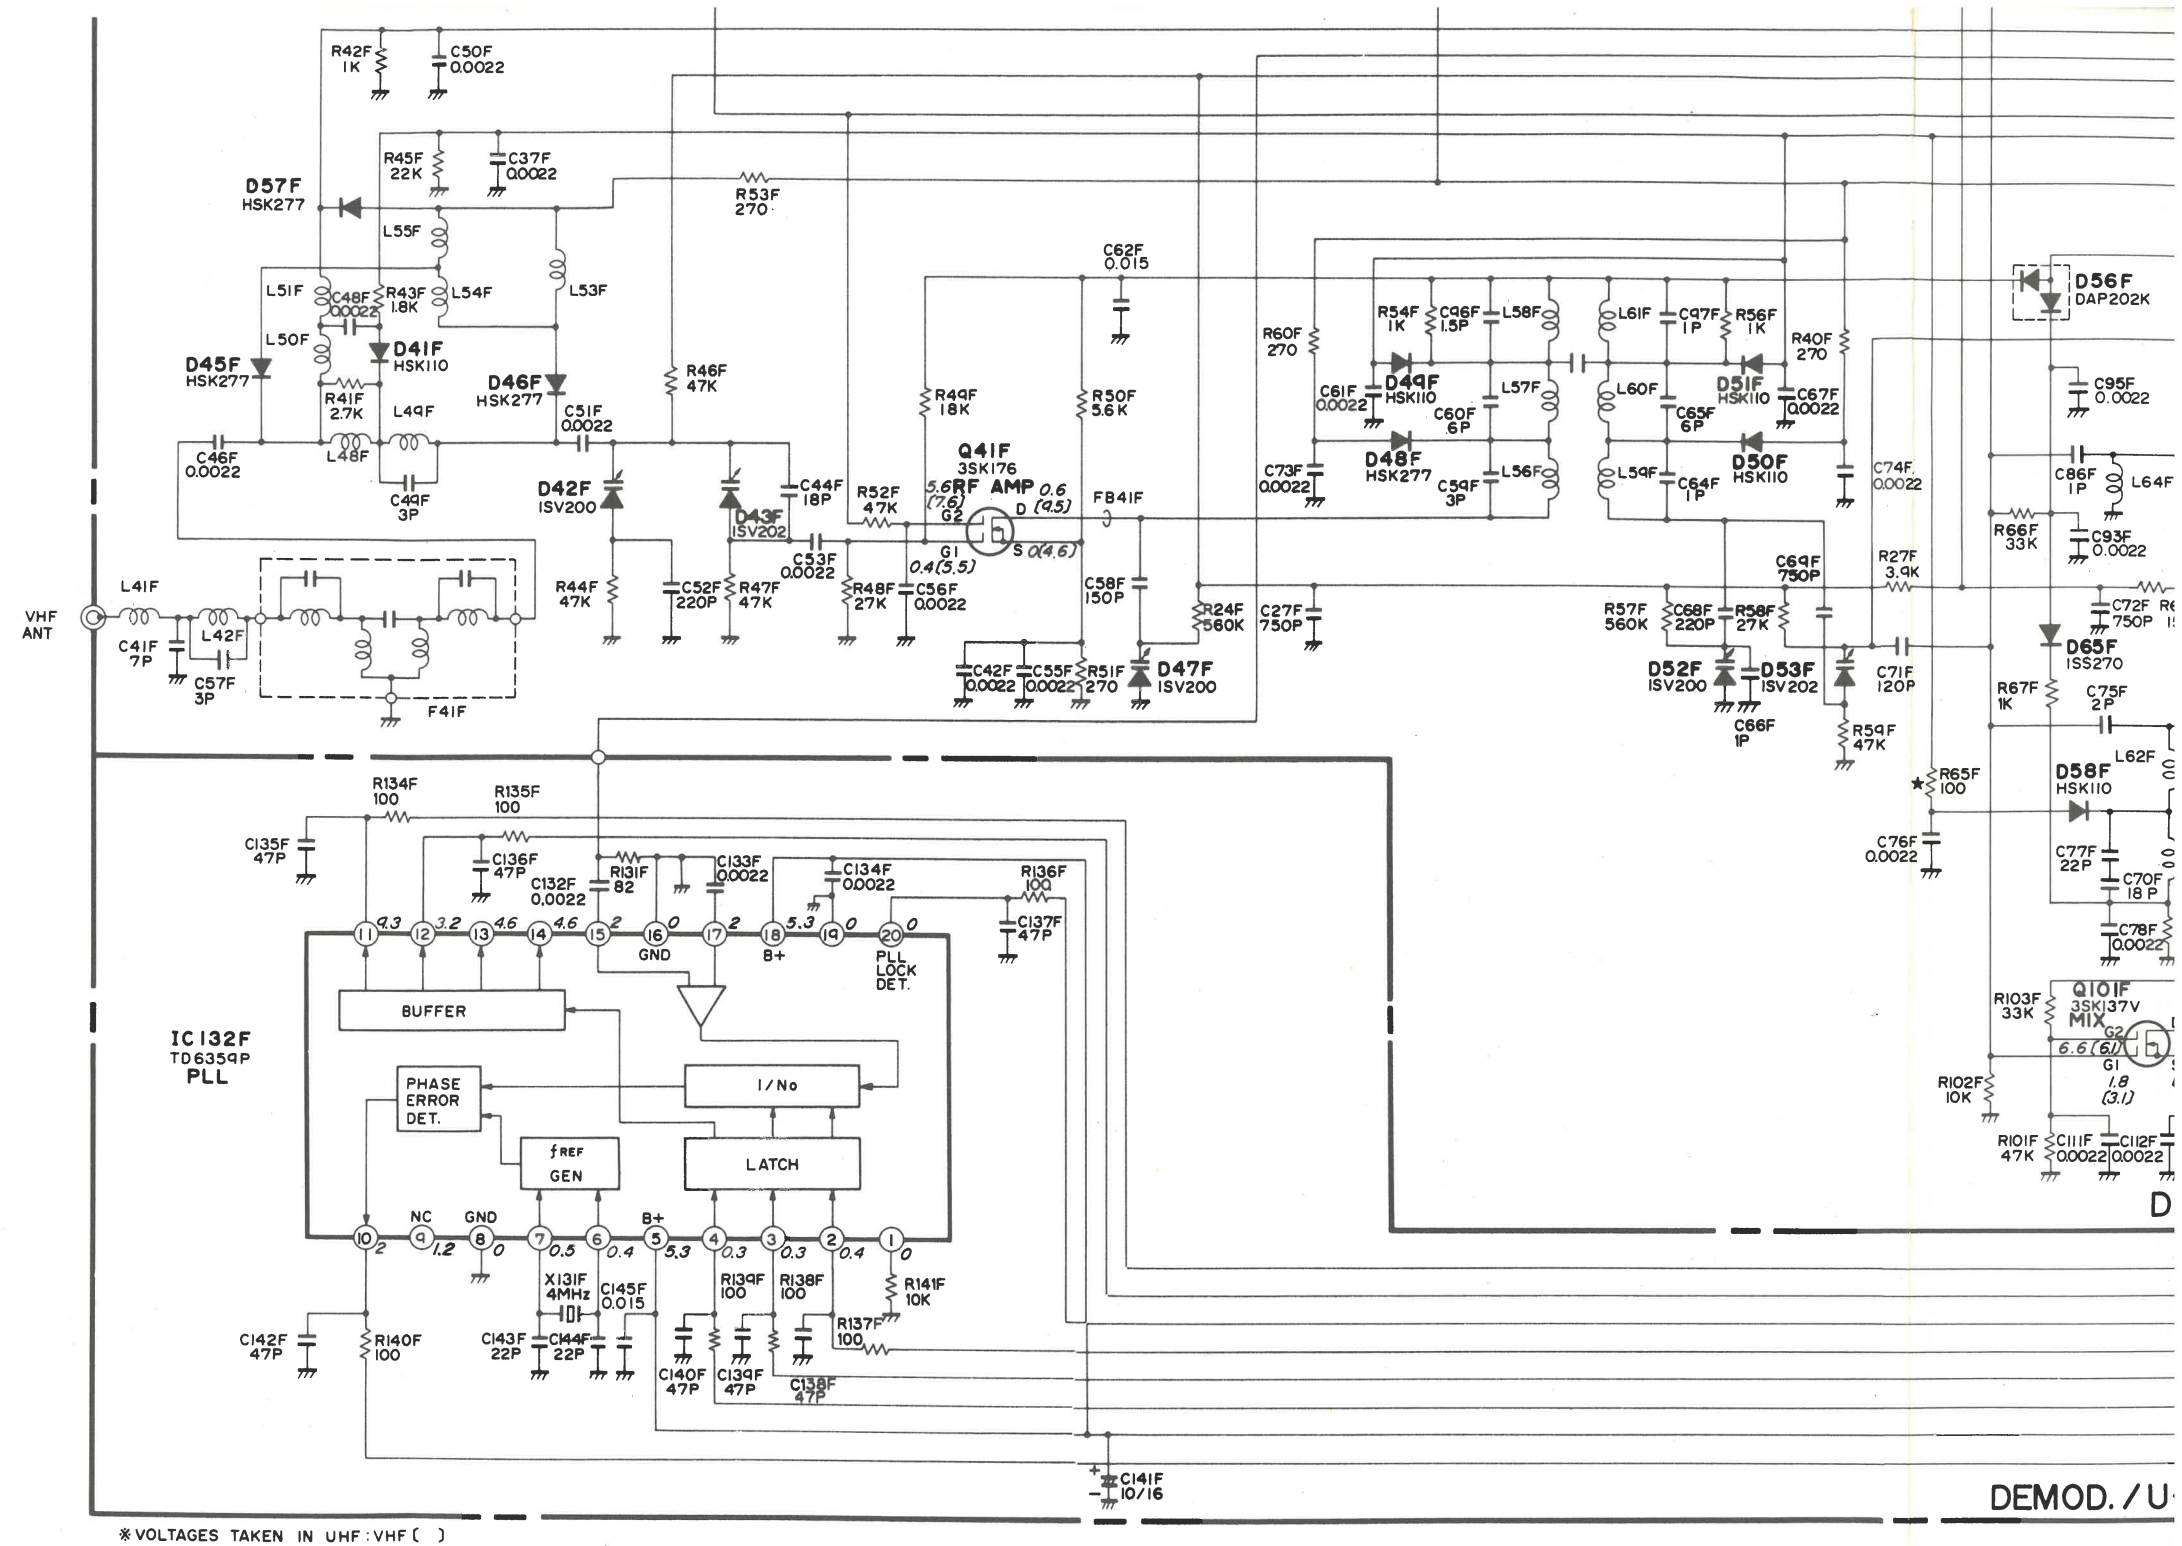 R42F
1K
C50F
0.0022
R45F
22K
C37F
0.0022
D57F
HSK277
R53F
270
L55F
L51F
C48F
0.0022
R43F
1.8K
L54F
L53F
L50F
D41F
HSK110
D45F
HSK277
D46F
HSK277
R41F
2.7K
L49F
C51F
0.0022
R46F
47K
C46F
0.0022
L48F
C49F
3P
D42F
ISV200
D43F
ISV202
C44F
18P
R52F
47K
C53F
0.0022
R44F
47K
C52F
220P
R47F
47K
R48F
27K
C56F
0.0022
R49F
18K
R50F
5.6K
C62F
0.015
Q41F
3SK176
RF AMP
5.6
(7.6)
G2
D
0.6
(9.5)
G1
0.4(5.5)
S
0(4.6)
FB41F
C58F
150P
C42F
0.0022
C55F
0.0022
R51F
270
D47F
ISV200
R24F
560K
C27F
750P
R60F
270
R54F
1K
C96F
1.5P
L58F
L61F
C97F
1P
R56F
1K
R40F
270
C61F
0.0022
D49F
HSK110
L57F
C60F
6P
L60F
C65F
6P
D51F
HSK110
C67F
0.0022
C73F
0.0022
D48F
HSK277
C59F
3P
L56F
L59F
C64F
1P
D50F
HSK110
C74F
0.0022
R57F
560K
C68F
220P
R58F
27K
C69F
750P
R27F
3.9K
D52F
ISV200
D53F
ISV202
C66F
1P
C71F
120P
R59F
47K
D56F
DAP202K
C95F
0.0022
C86F
1P
L64F
R66F
33K
C93F
0.0022
C72F
750P
D65F
ISS270
R67F
1K
C75F
2P
L62F
★
R65F
100
D58F
HSK110
C76F
0.0022
C77F
22P
C70F
18P
C78F
0.0022
Q101F
3SK137V
MIX
G2
6.6(6.1)
G1
1.8
(3.1)
R103F
33K
R102F
10K
R101F
47K
C111F
0.0022
C112F
0.0022
D
VHF
ANT
L41F
C41F
7P
L42F
C57F
3P
F41F
R134F
100
R135F
100
C135F
47P
C136F
47P
C132F
0.0022
R131F
82
C133F
0.0022
C134F
0.0022
R136F
100
C137F
47P
11 9.3
12 3.2
13 4.6
14 4.6
15 2
16 0
17 2
18 5.3
19 0
20 0
GND
B+
PLL
LOCK
DET.
BUFFER
IC132F
TD6359P
PLL
PHASE
ERROR
DET.
1/No
fREF
GEN
LATCH
NC
GND
B+
10 2
9 1.2
8 0
7 0.5
6 0.4
5 5.3
4 0.3
3 0.3
2 0.4
1 0
C142F
47P
R140F
100
X131F
4MHz
C143F
22P
C144F
22P
C145F
0.015
R139F
100
R138F
100
R137F
100
R141F
10K
C140F
47P
C139F
47P
C138F
47P
+
−
C141F
10/16
DEMOD./U
※VOLTAGES TAKEN IN UHF:VHF( )